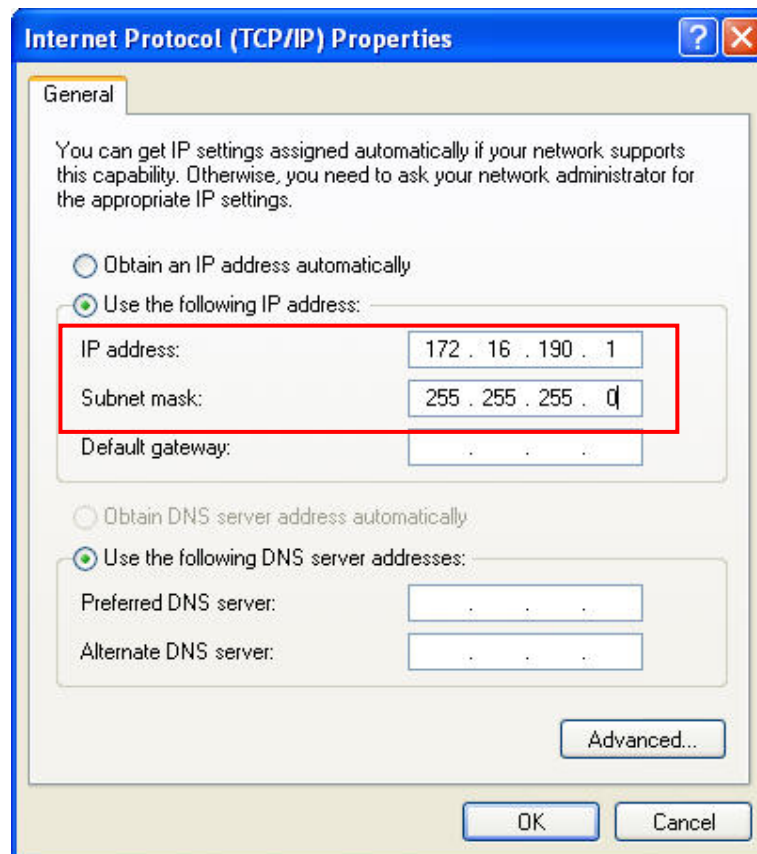 Internet Protocol (TCP/IP) Properties
General
You can get IP settings assigned automatically if your network supports
this capability. Otherwise, you need to ask your network administrator for
the appropriate IP settings.
Obtain an IP address automatically
Use the following IP address:
IP address: 172 . 16 . 190 . 1
Subnet mask: 255 . 255 . 255 . 0
Default gateway: . . .
Obtain DNS server address automatically
Use the following DNS server addresses:
Preferred DNS server: . . .
Alternate DNS server: . . .
Advanced...
OK Cancel